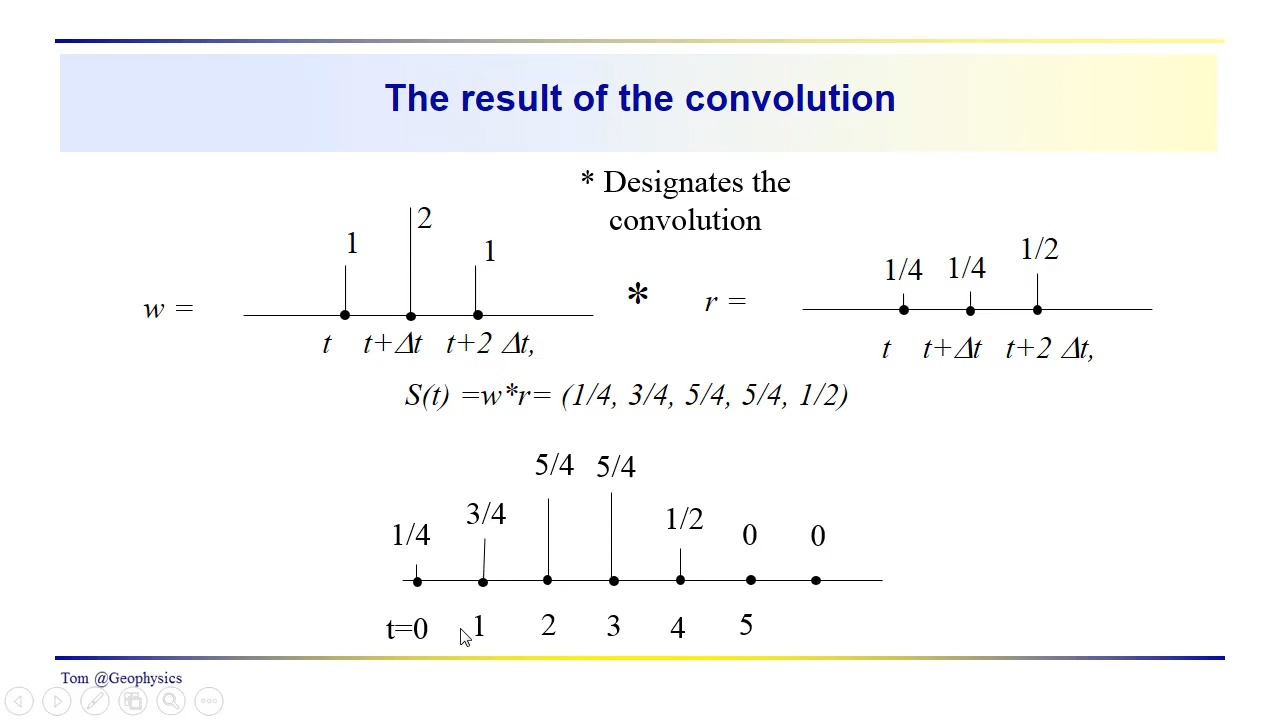 The result of the convolution
* Designates the
convolution
1
2
1
w =
t t+Δt t+2 Δt,
*
r =
1/4 1/4 1/2
t t+Δt t+2 Δt,
S(t) =w*r= (1/4, 3/4, 5/4, 5/4, 1/2)
1/4 3/4 5/4 5/4 1/2 0 0
t=0 1 2 3 4 5
Tom @Geophysics